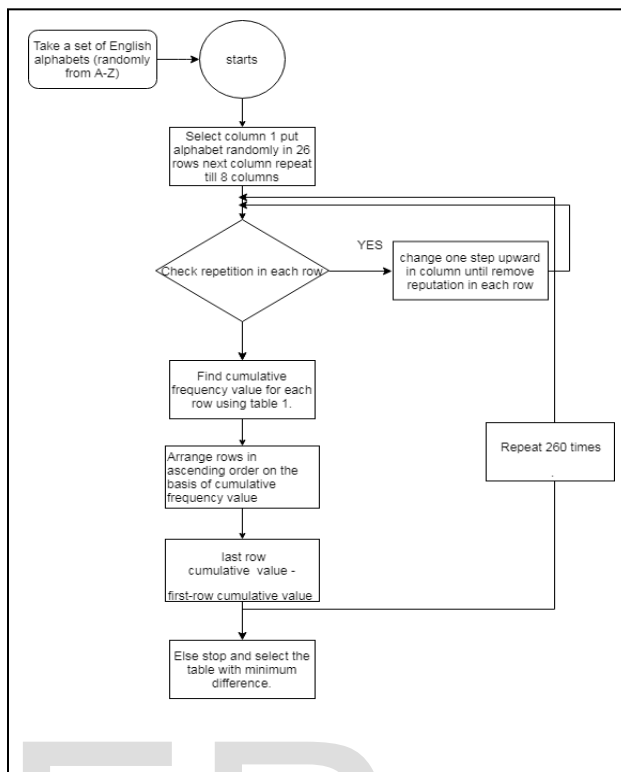 Take a set of English
alphabets (randomly
from A-Z)
starts
Select column 1 put
alphabet randomly in 26
rows next column repeat
till 8 columns
Check repetition in each row
YES
change one step upward
in column until remove
reputation in each row
Find cumulative
frequency value for each
row using table 1.
Arrange rows in
ascending order on the
basis of cumulative
frequency value
Repeat 260 times
.
last row
cumulative value -
first-row cumulative value
Else stop and select the
table with minimum
difference.